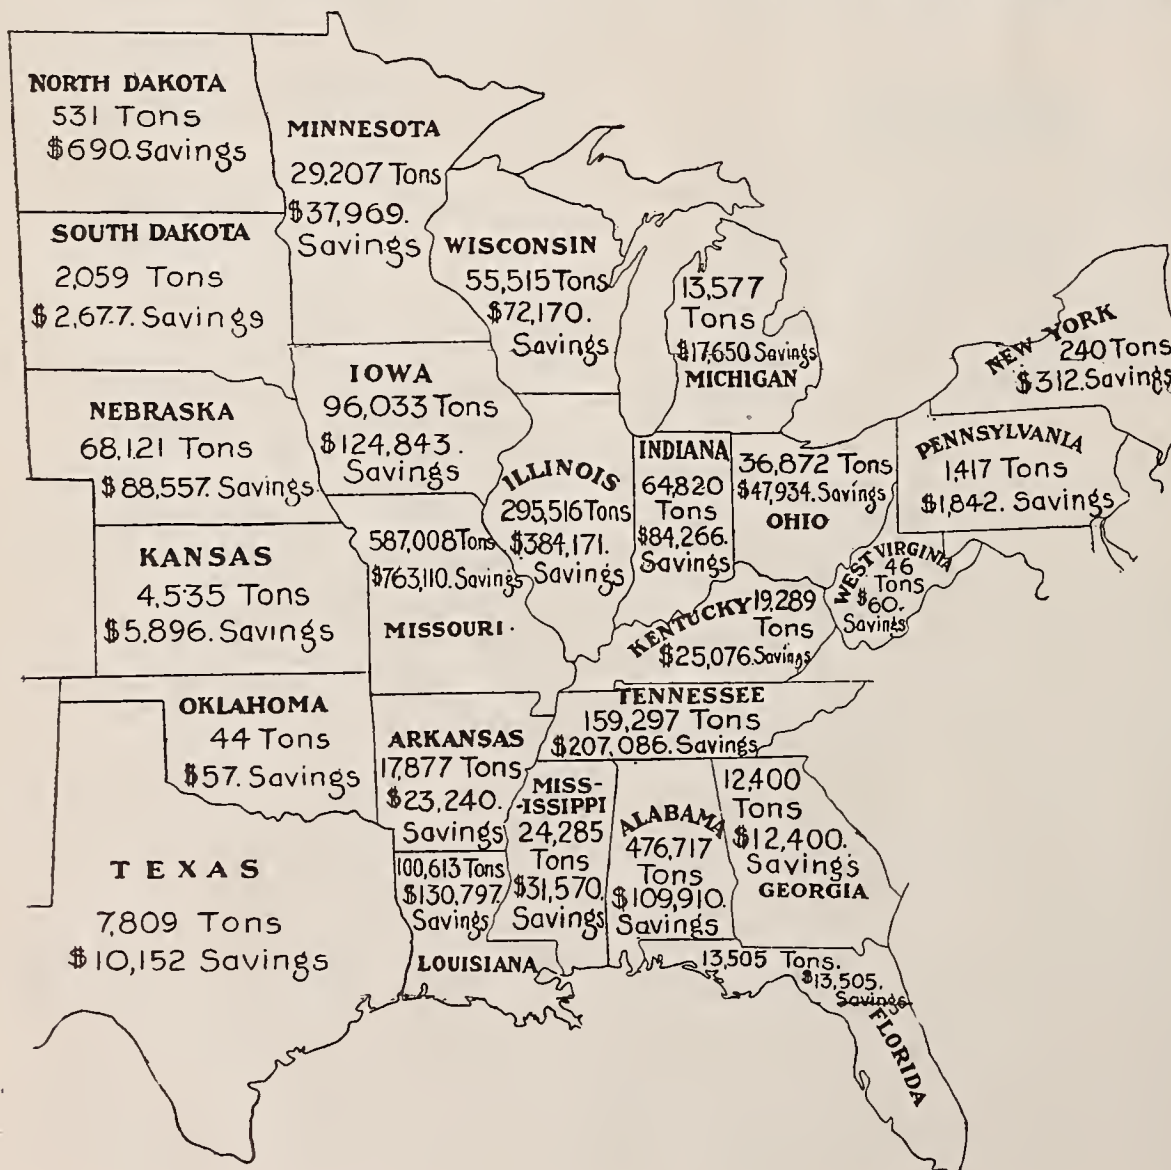 NORTH DAKOTA
531 Tons
$690. Savings
MINNESOTA
29,207 Tons
$37,969.
Savings
SOUTH DAKOTA
2,059 Tons
$2,677. Savings
WISCONSIN
55,515 Tons
$72,170.
Savings
13,577
Tons
$17,650 Savings
MICHIGAN
NEW YORK
240 Tons
$312. Savings
IOWA
96,033 Tons
$124,843.
Savings
NEBRASKA
68,121 Tons
$88,557. Savings
ILLINOIS
295,516 Tons
$384,171.
Savings
INDIANA
64,820
Tons
$84,266.
Savings
36,872 Tons
$47,934. Savings
OHIO
PENNSYLVANIA
1,417 Tons
$1,842. Savings
KANSAS
4,535 Tons
$5,896. Savings
587,008 Tons
$763,110. Savings
MISSOURI
WEST VIRGINIA
46
Tons
$60.
Savings
KENTUCKY 19,289
Tons
$25,076. Savings
OKLAHOMA
44 Tons
$57. Savings
ARKANSAS
17,877 Tons
$23,240.
Savings
TENNESSEE
159,297 Tons
$207,086. Savings
MISS-
-ISSIPPI
24,285
Tons
$31,570.
Savings
ALABAMA
476,717
Tons
$109,910.
Savings
12,400
Tons
$12,400.
Savings
GEORGIA
TEXAS
7,809 Tons
$10,152 Savings
100,613 Tons
$130,797.
Savings
LOUISIANA
13,505 Tons.
$13,505.
Savings
FLORIDA